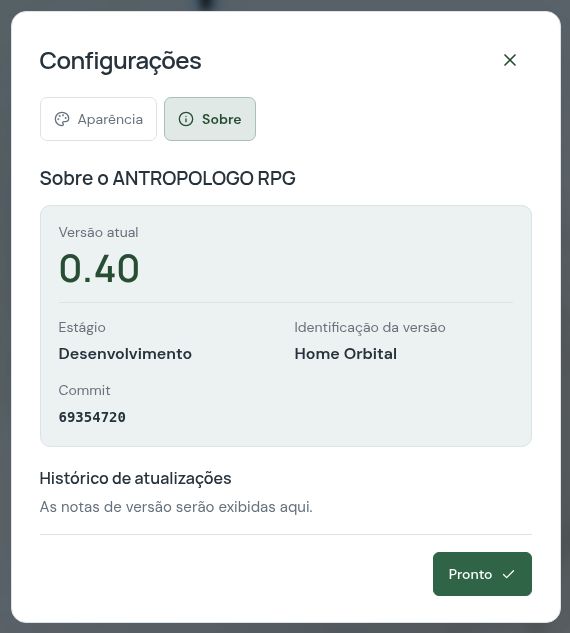 Configurações
Aparência
Sobre
Sobre o ANTROPOLOGO RPG
Versão atual
0.40
Estágio
Identificação da versão
Desenvolvimento
Home Orbital
Commit
69354720
Histórico de atualizações
As notas de versão serão exibidas aqui.
Pronto